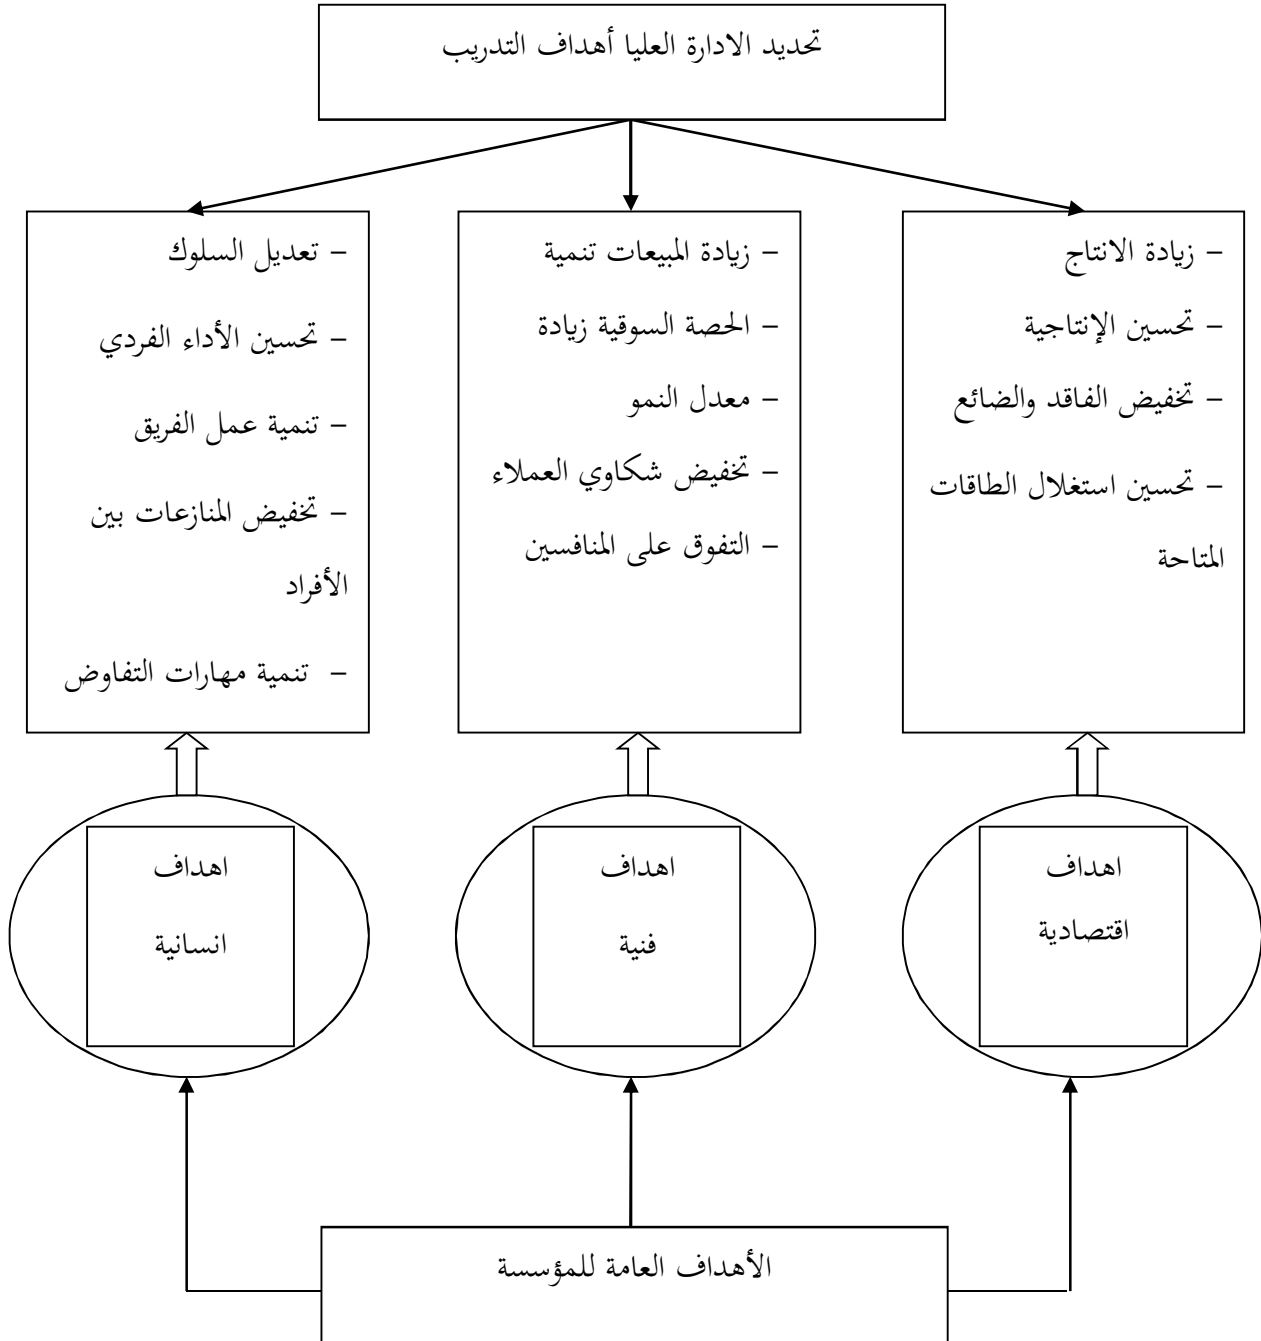 تحديد الادارة العليا أهداف التدريب
– زيادة الانتاج
– تحسين الإنتاجية
– تخفيض الفاقد والضائع
– تحسين استغلال الطاقات
المتاحة
– زيادة المبيعات تنمية
– الحصة السوقية زيادة
– معدل النمو
– تخفيض شكاوي العملاء
– التفوق على المنافسين
– تعديل السلوك
– تحسين الأداء الفردي
– تنمية عمل الفريق
– تخفيض المنازعات بين
الأفراد
– تنمية مهارات التفاوض
اهداف
اقتصادية
اهداف
فنية
اهداف
انسانية
الأهداف العامة للمؤسسة